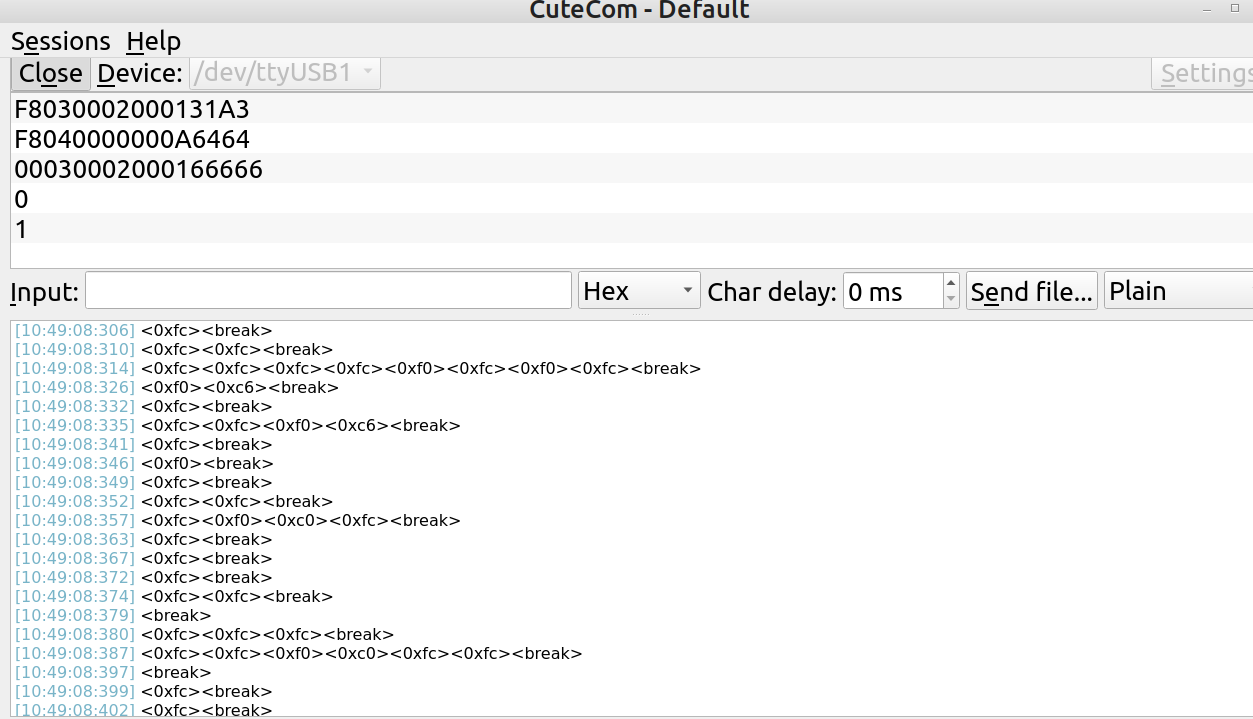 CuteCom - Default
Sessions Help
Close Device: /dev/ttyUSB1 Settings
F8030002000131A3
F8040000000A6464
00030002000166666
0
1
Input: Hex Char delay: 0 ms Send file... Plain
[10:49:08:306] <0xfc><break>
[10:49:08:310] <0xfc><0xfc><break>
[10:49:08:314] <0xfc><0xfc><0xfc><0xfc><0xf0><0xfc><0xf0><0xfc><break>
[10:49:08:326] <0xf0><0xc6><break>
[10:49:08:332] <0xfc><break>
[10:49:08:335] <0xfc><0xfc><0xf0><0xc6><break>
[10:49:08:341] <0xfc><break>
[10:49:08:346] <0xf0><break>
[10:49:08:349] <0xfc><break>
[10:49:08:352] <0xfc><0xfc><break>
[10:49:08:357] <0xfc><0xf0><0xc0><0xfc><break>
[10:49:08:363] <0xfc><break>
[10:49:08:367] <0xfc><break>
[10:49:08:372] <0xfc><break>
[10:49:08:374] <0xfc><0xfc><break>
[10:49:08:379] <break>
[10:49:08:380] <0xfc><0xfc><0xfc><break>
[10:49:08:387] <0xfc><0xfc><0xf0><0xc0><0xfc><0xfc><break>
[10:49:08:397] <break>
[10:49:08:399] <0xfc><break>
[10:49:08:402] <0xfc><break>